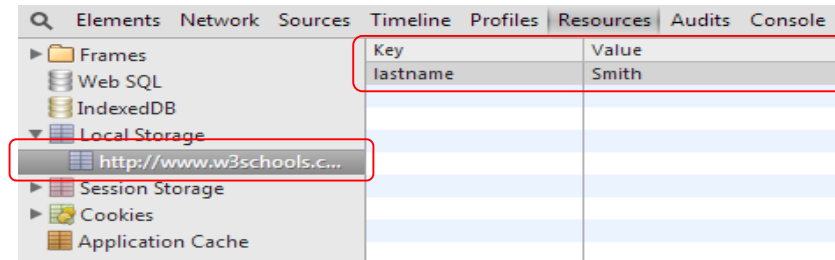 Elements Network Sources Timeline Profiles Resources Audits Console
Frames
Web SQL
IndexedDB
Local Storage
http://www.w3schools.c...
Session Storage
Cookies
Application Cache
Key Value
lastname Smith